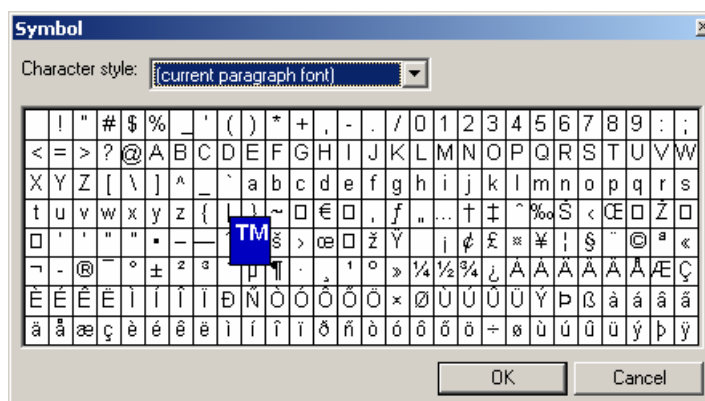 Symbol
Character style: (current paragraph font)
! " # $ % _ ' ( ) * + , - . / 0 1 2 3 4 5 6 7 8 9 : ;
< = > ? @ A B C D E F G H I J K L M N O P Q R S T U V W
X Y Z [ \ ] ^ _ ` a b c d e f g h i j k l m n o p q r s
t u v w x y z { | } ~ □ € □ ‚ ƒ „ … † ‡ ˆ ‰ Š ‹ Œ □ Ž □
□ ‘ ’ “ ” • – — ™ š › œ □ ž Ÿ ¡ ¢ £ ¤ ¥ ¦ § ¨ © ª «
¬ - ® ¯ ° ± ² ³ µ ¶ · ¸ ¹ º » ¼ ½ ¾ ¿ À Á Â Ã Ä Å Æ Ç
È É Ê Ë Ì Í Î Ï Ð Ñ Ò Ó Ô Õ Ö × Ø Ù Ú Û Ü Ý Þ ß à á â ã
ä å æ ç è é ê ë ì í î ï ð ñ ò ó ô õ ö ÷ ø ù ú û ü ý þ ÿ
OK Cancel